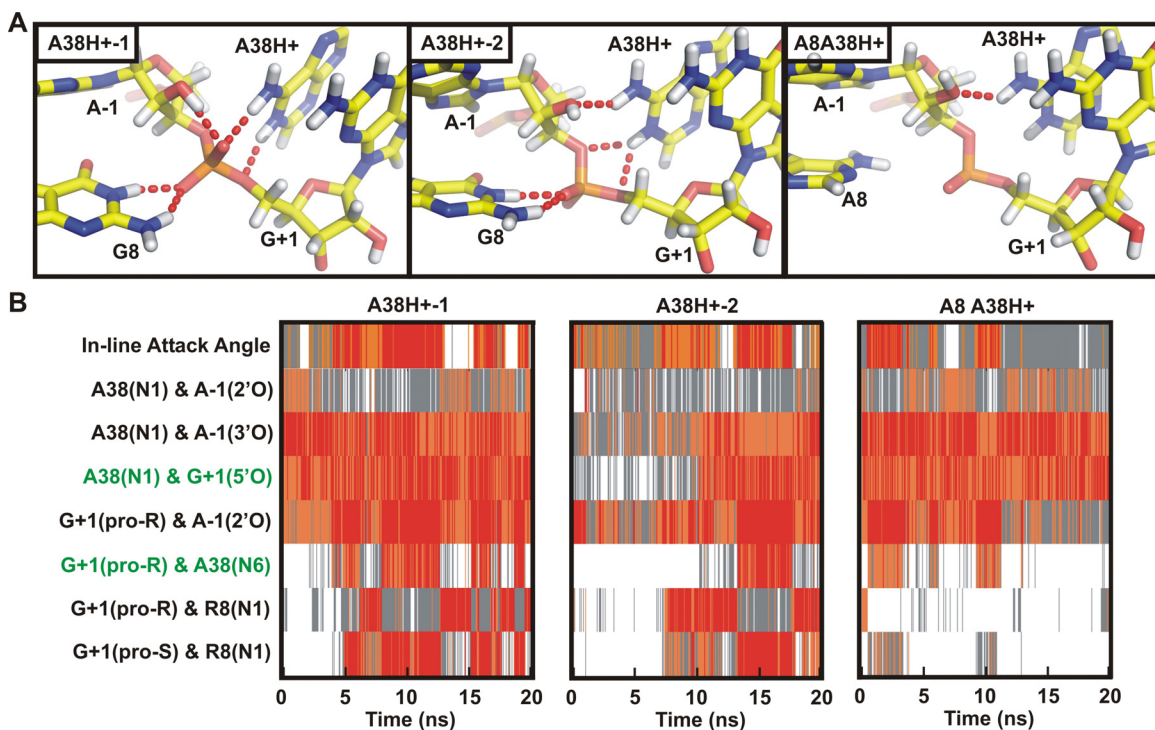 A
A38H+-1
A38H+
A-1
G8
G+1
A38H+-2
A38H+
A-1
G8
G+1
A8A38H+
A38H+
A-1
A8
G+1
B
A38H+-1
A38H+-2
A8 A38H+
In-line Attack Angle
A38(N1) & A-1(2'O)
A38(N1) & A-1(3'O)
A38(N1) & G+1(5'O)
G+1(pro-R) & A-1(2'O)
G+1(pro-R) & A38(N6)
G+1(pro-R) & R8(N1)
G+1(pro-S) & R8(N1)
0 5 10 15 20
0 5 10 15 20
0 5 10 15 20
Time (ns)
Time (ns)
Time (ns)